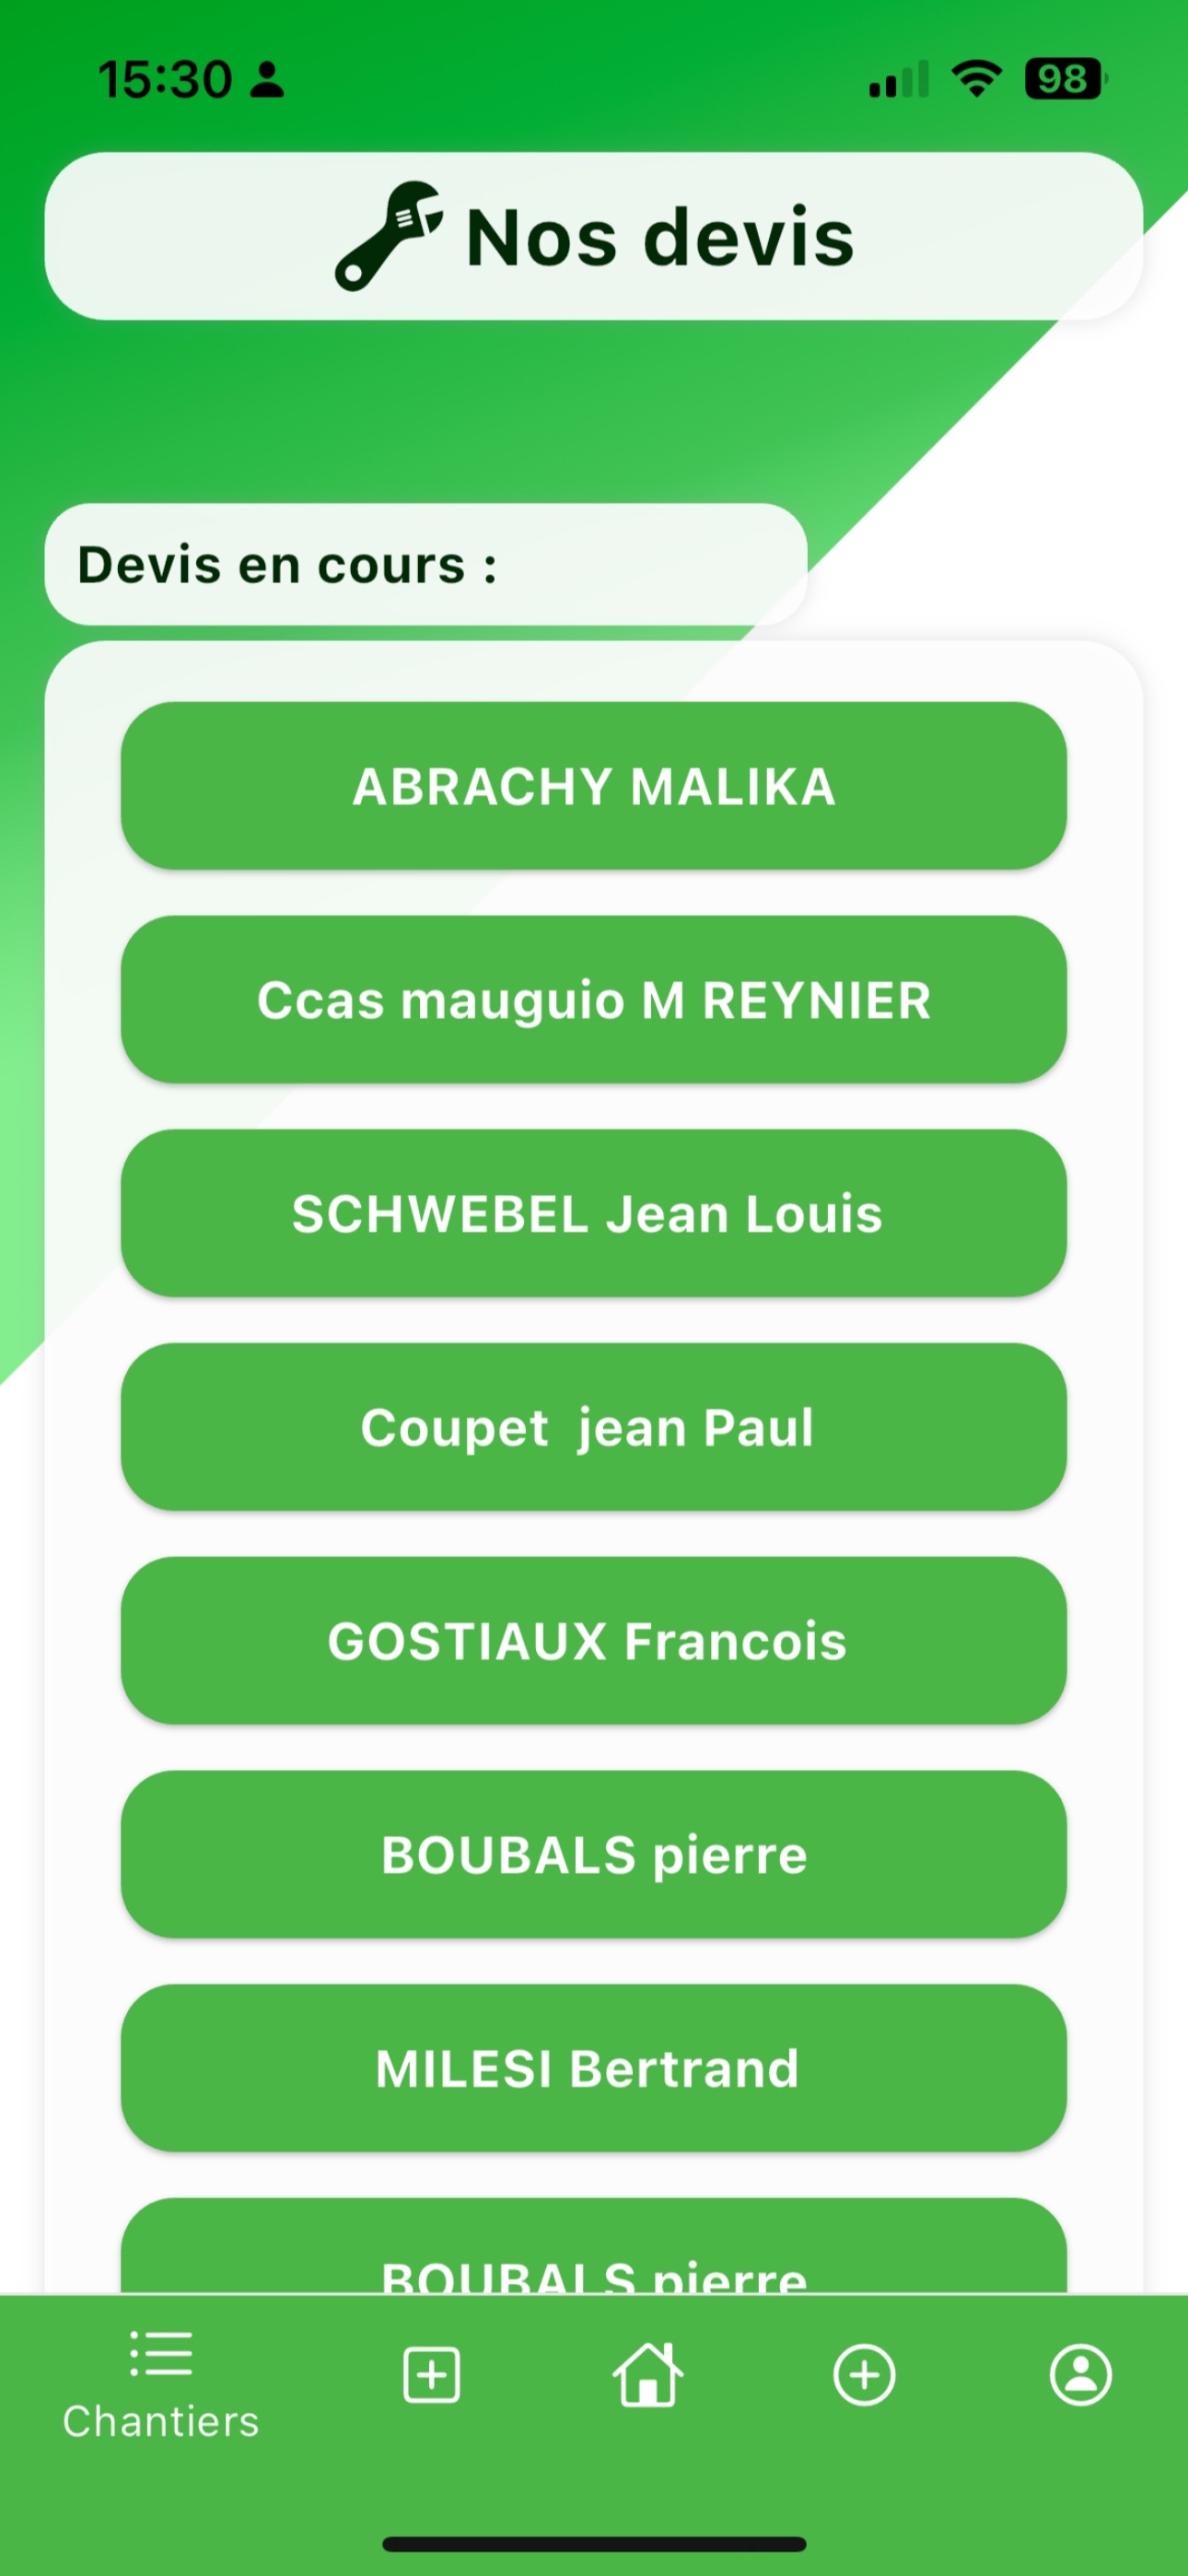 15:30
98
Nos devis
Devis en cours :
ABRACHY MALIKA
Ccas mauguio M REYNIER
SCHWEBEL Jean Louis
Coupet  jean Paul
GOSTIAUX Francois
BOUBALS pierre
MILESI Bertrand
BOUBALS pierre
Chantiers